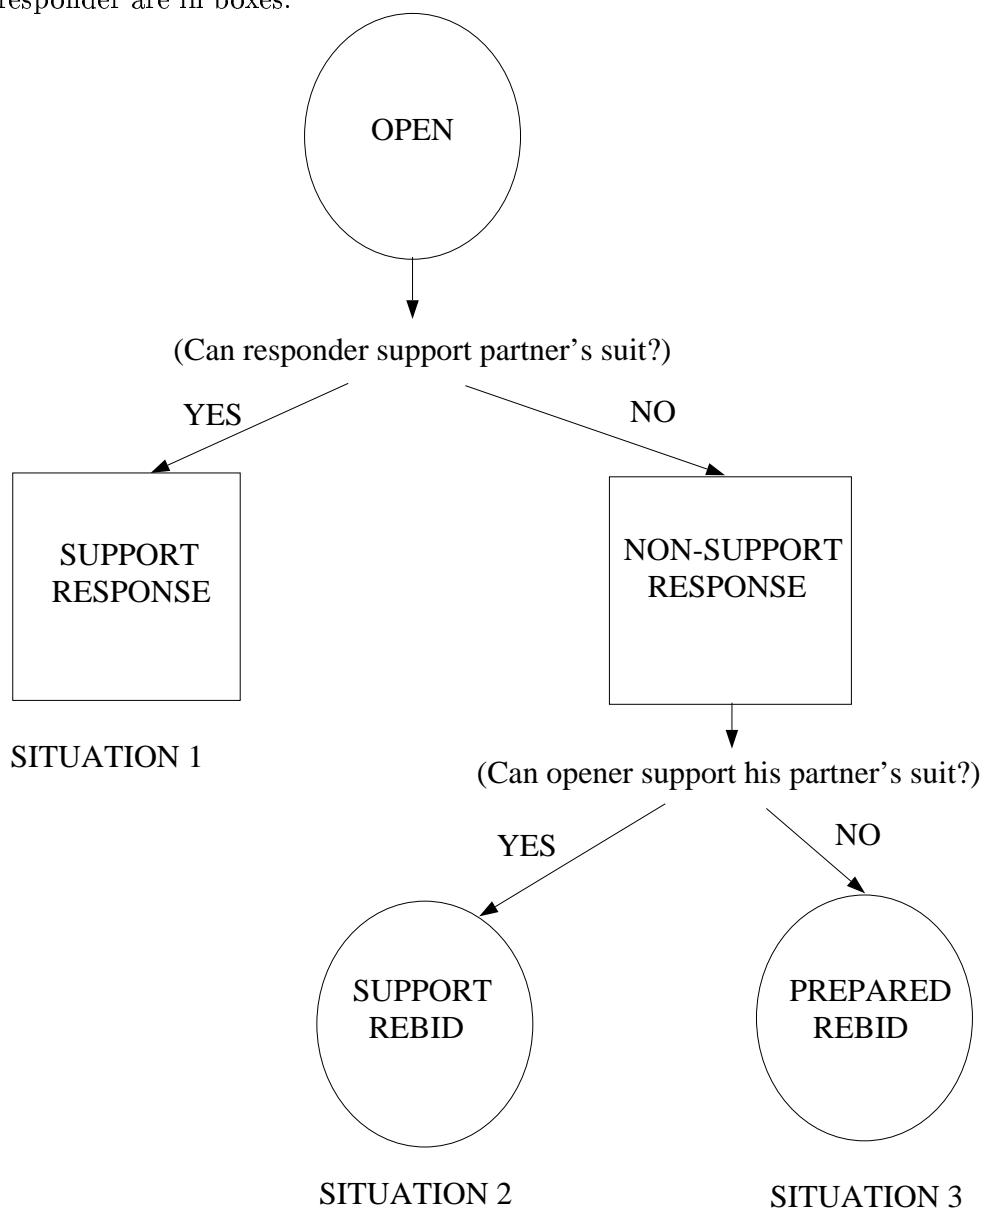 responder are in boxes.
OPEN
(Can responder support partner's suit?)
YES
NO
SUPPORT
RESPONSE
NON-SUPPORT
RESPONSE
SITUATION 1
(Can opener support his partner's suit?)
YES
NO
SUPPORT
REBID
PREPARED
REBID
SITUATION 2
SITUATION 3